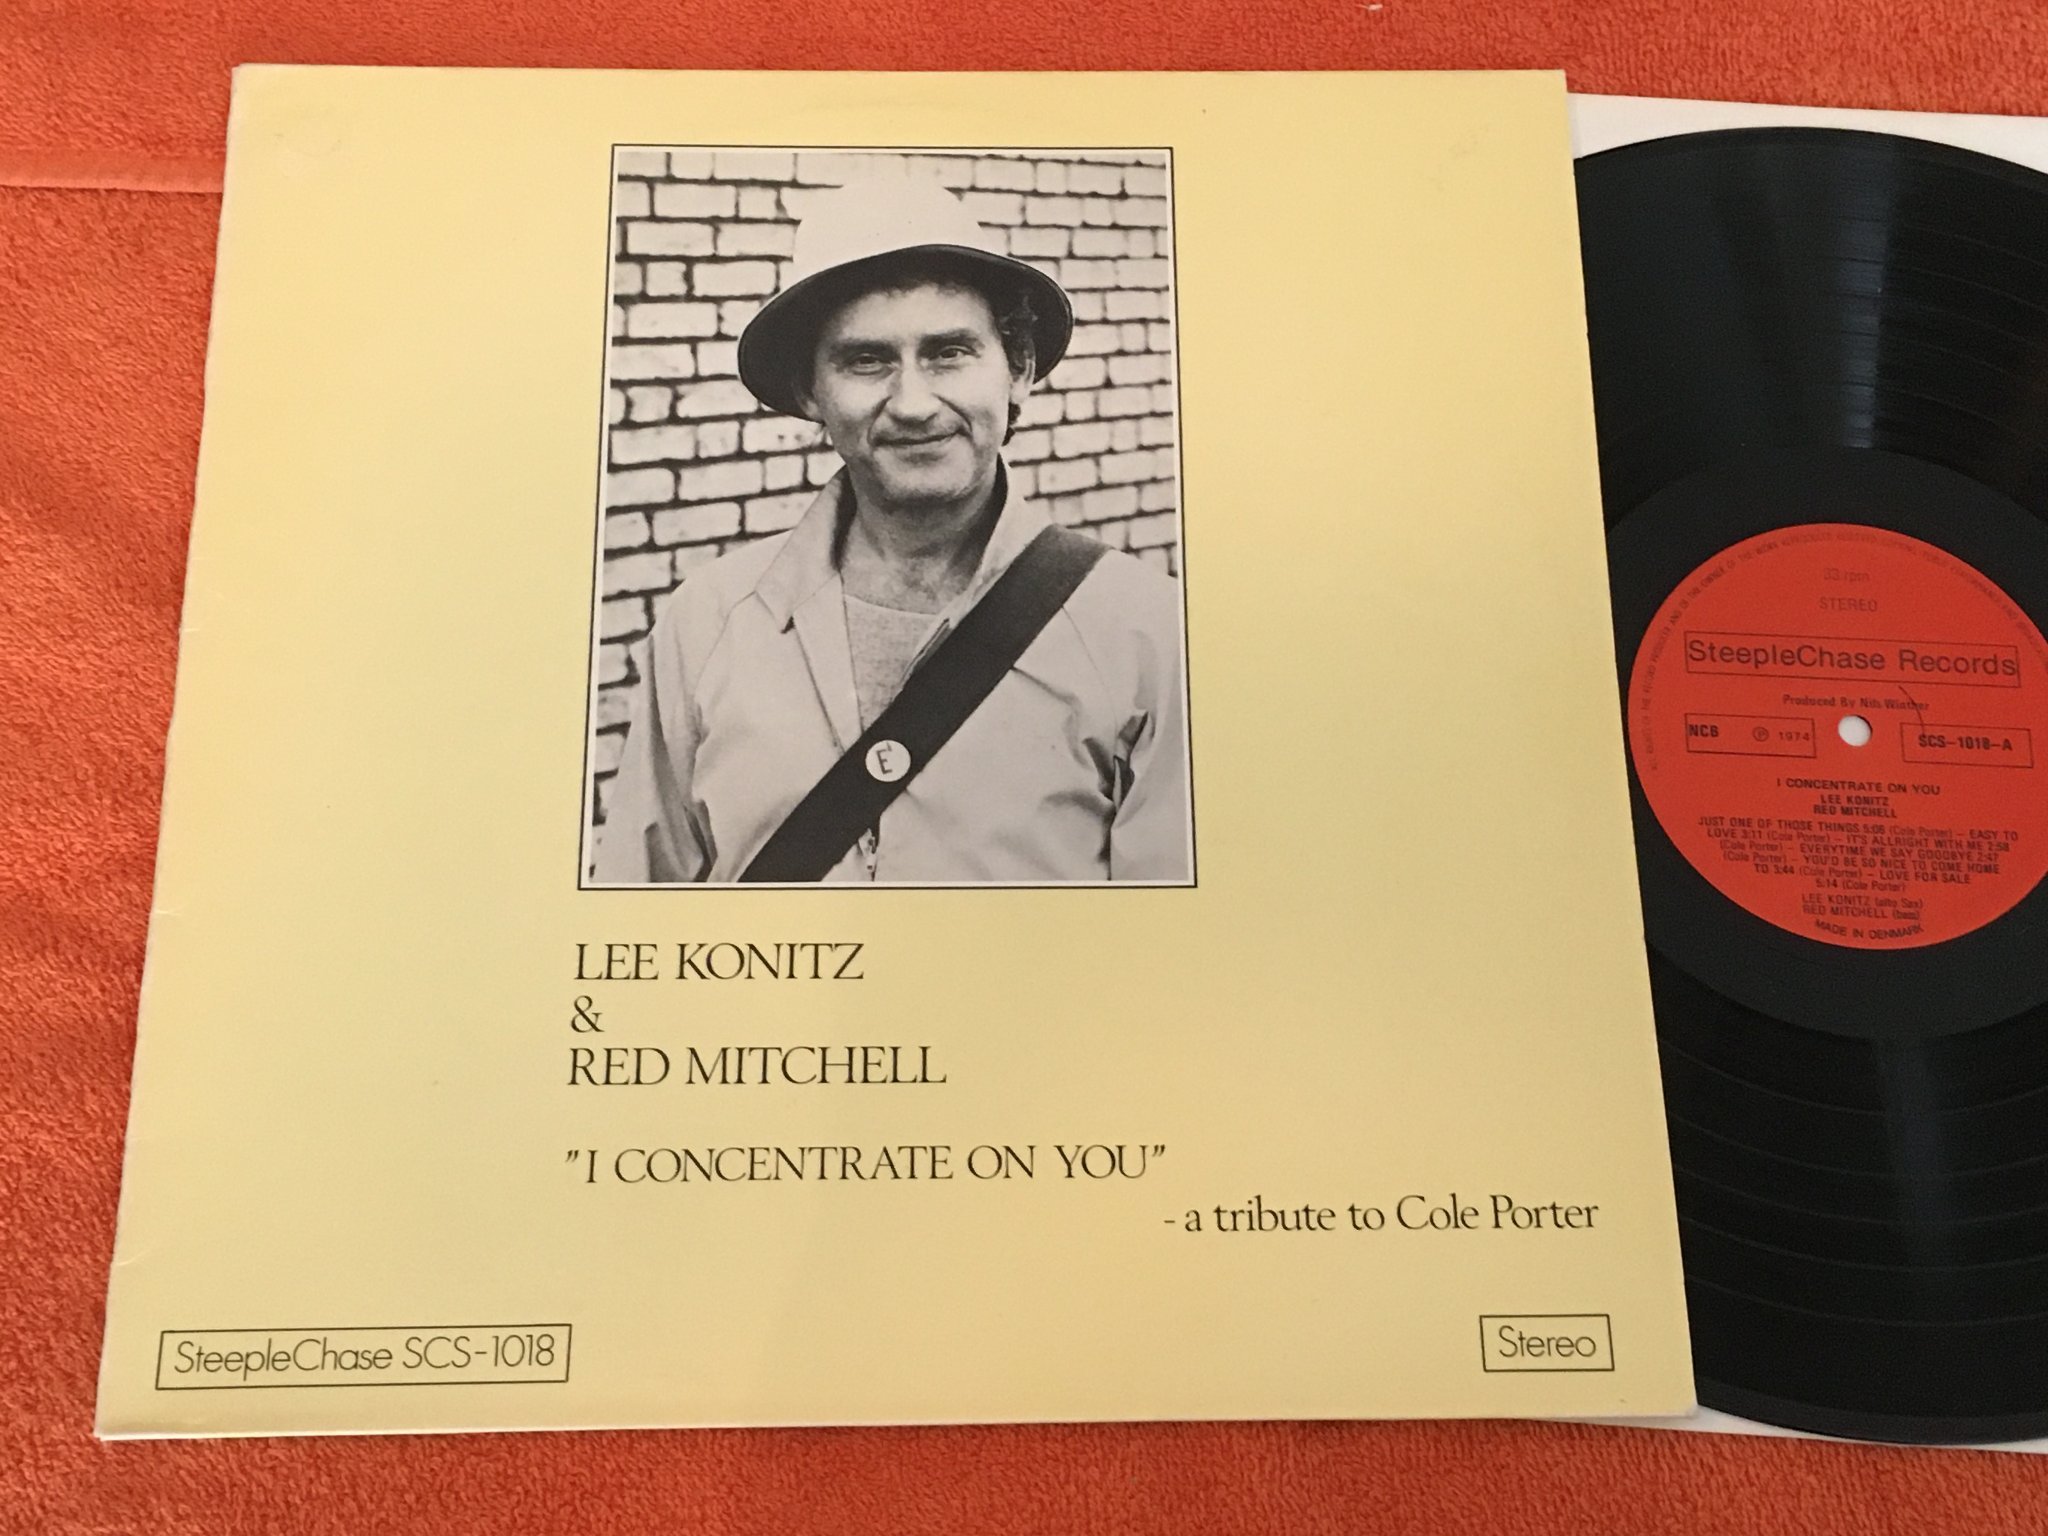 E
LEE KONITZ
&
RED MITCHELL
"I CONCENTRATE ON YOU"
- a tribute to Cole Porter
SteepleChase SCS-1018
Stereo
33 rpm
STEREO
SteepleChase Records
Produced By Nils Winther
NCB ℗ 1974
SCS-1018-A
I CONCENTRATE ON YOU
LEE KONITZ
RED MITCHELL
JUST ONE OF THOSE THINGS 5:06 (Cole Porter) – EASY TO
LOVE 3:11 (Cole Porter) – IT'S ALLRIGHT WITH ME 2:58
(Cole Porter) – EVERYTIME WE SAY GOODBYE 2:47
(Cole Porter) – YOU'D BE SO NICE TO COME HOME
TO 3:44 (Cole Porter) – LOVE FOR SALE
5:14 (Cole Porter)
LEE KONITZ (alto Sax)
RED MITCHELL (bass)
MADE IN DENMARK